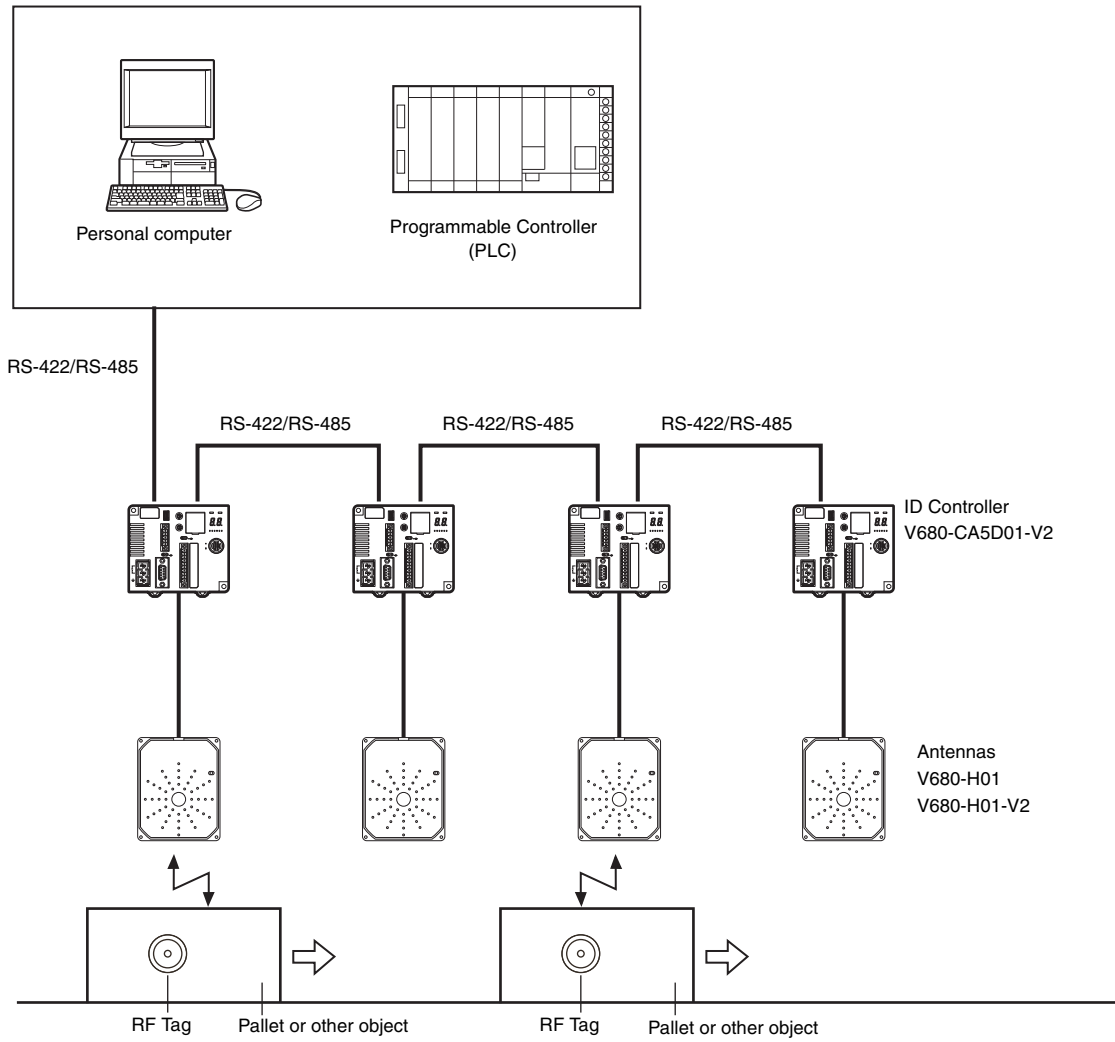 Personal computer
Programmable Controller
(PLC)
RS-422/RS-485
RS-422/RS-485
RS-422/RS-485
RS-422/RS-485
ID Controller
V680-CA5D01-V2
Antennas
V680-H01
V680-H01-V2
RF Tag
Pallet or other object
RF Tag
Pallet or other object